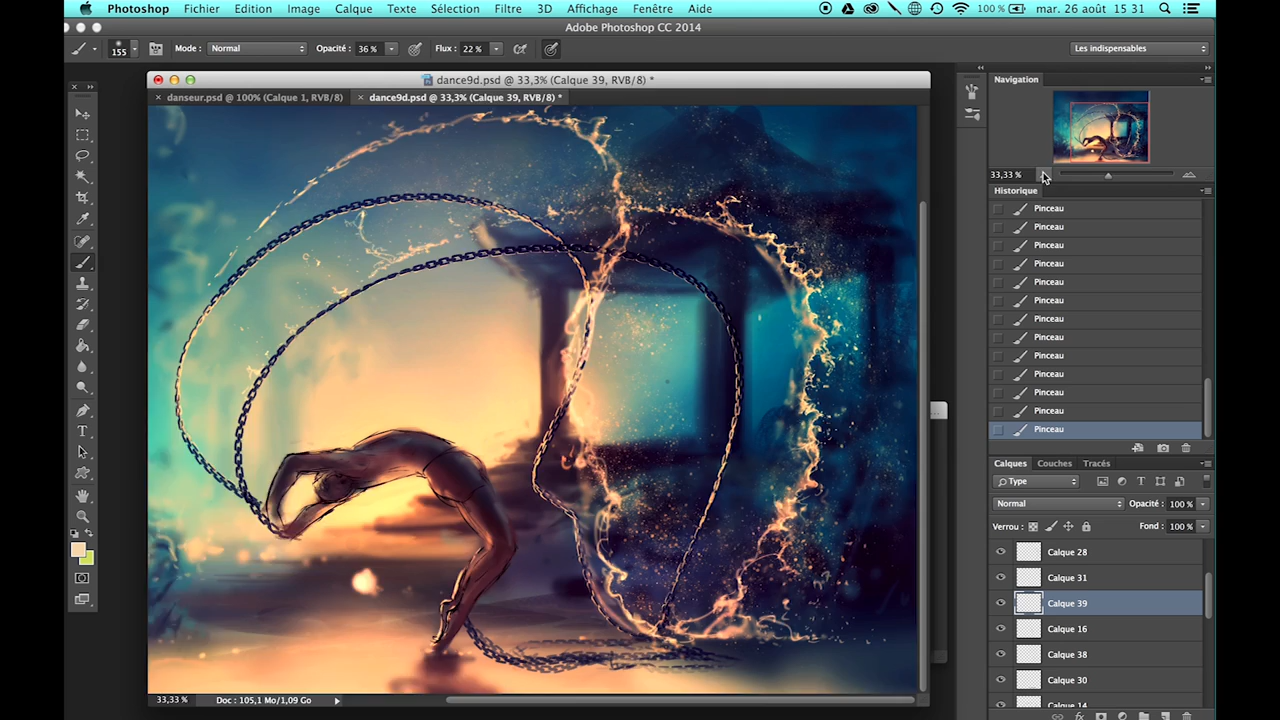 Photoshop Fichier Edition Image Calque Texte Sélection Filtre 3D Affichage Fenêtre Aide 100 % mar. 26 août 15 31
Adobe Photoshop CC 2014
155 Mode : Normal Opacité : 36 % Flux : 22 % Les indispensables
dance9d.psd @ 33,3% (Calque 39, RVB/8) *
danseur.psd @ 100% (Calque 1, RVB/8) dance9d.psd @ 33,3% (Calque 39, RVB/8) *
Navigation
33,33 %
Historique
Pinceau
Pinceau
Pinceau
Pinceau
Pinceau
Pinceau
Pinceau
Pinceau
Pinceau
Pinceau
Pinceau
Pinceau
Pinceau
Calques Couches Tracés
Type
Normal Opacité : 100 %
Verrou : Fond : 100 %
Calque 28
Calque 31
Calque 39
Calque 16
Calque 38
Calque 30
Calque 14
33,33 % Doc : 105,1 Mo/1,09 Go